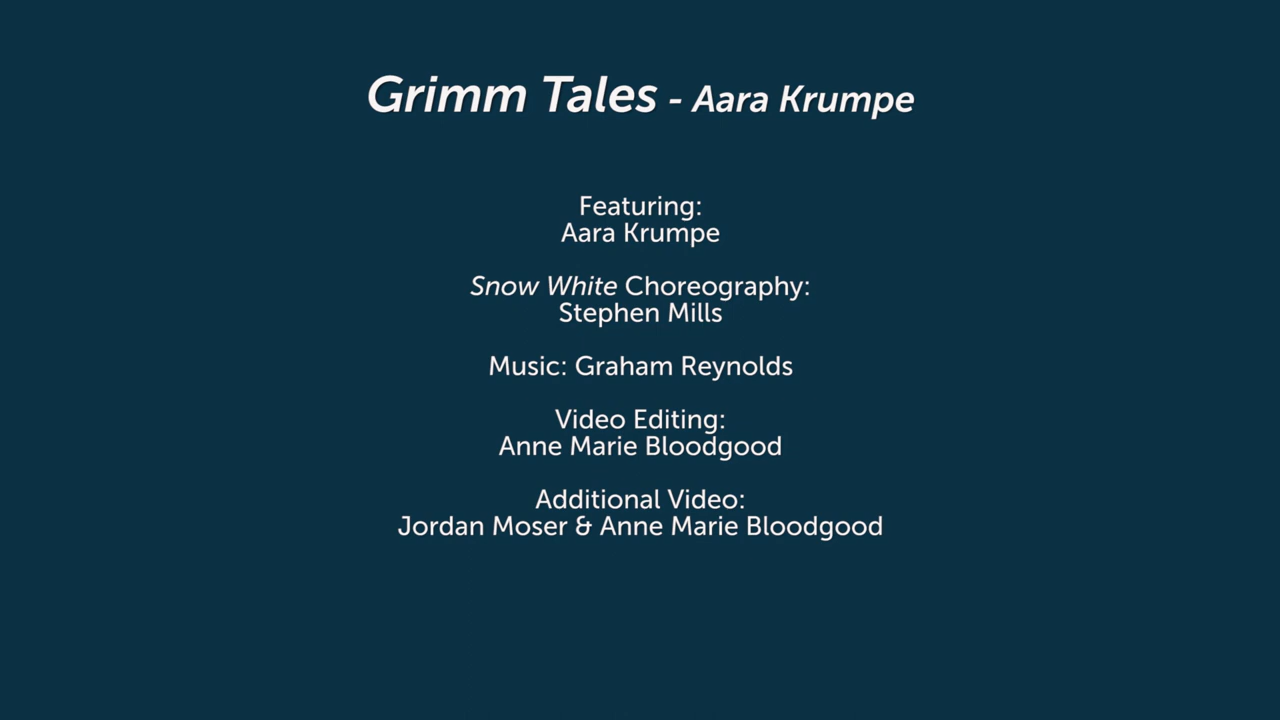 Grimm Tales - Aara Krumpe
Featuring:
Aara Krumpe
Snow White Choreography:
Stephen Mills
Music: Graham Reynolds
Video Editing:
Anne Marie Bloodgood
Additional Video:
Jordan Moser & Anne Marie Bloodgood